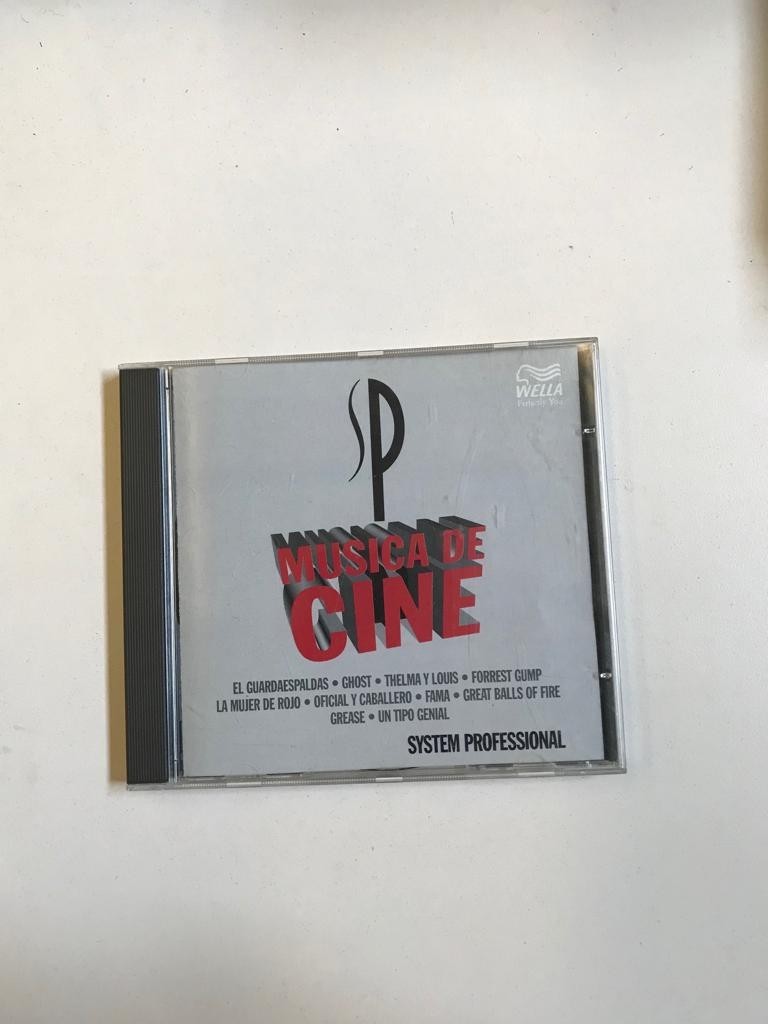 WELLA
Perfectly You
SP
MUSICA DE
CINE
EL GUARDAESPALDAS • GHOST • THELMA Y LOUIS • FORREST GUMP
LA MUJER DE ROJO • OFICIAL Y CABALLERO • FAMA • GREAT BALLS OF FIRE
GREASE • UN TIPO GENIAL
SYSTEM PROFESSIONAL